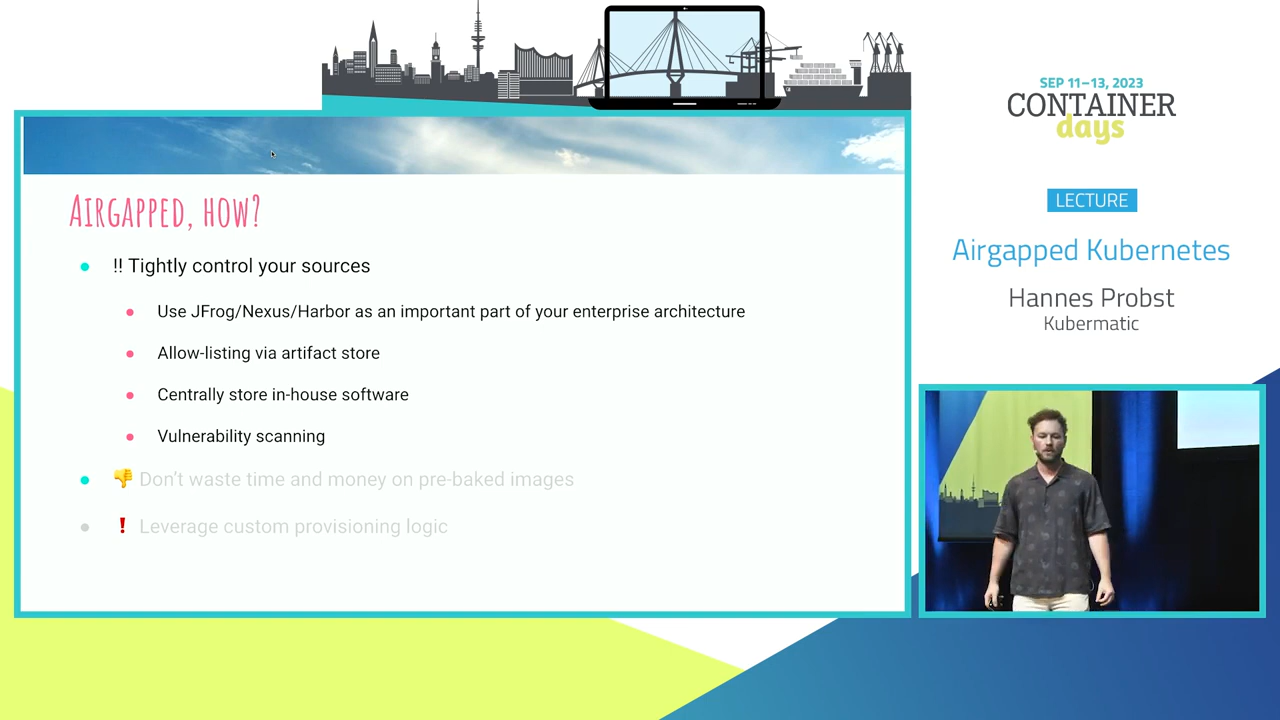 SEP 11–13, 2023
CONTAINER
days
LECTURE
Airgapped Kubernetes
Hannes Probst
Kubermatic
AIRGAPPED, HOW?
!! Tightly control your sources
Use JFrog/Nexus/Harbor as an important part of your enterprise architecture
Allow-listing via artifact store
Centrally store in-house software
Vulnerability scanning
👎 Don't waste time and money on pre-baked images
❗ Leverage custom provisioning logic